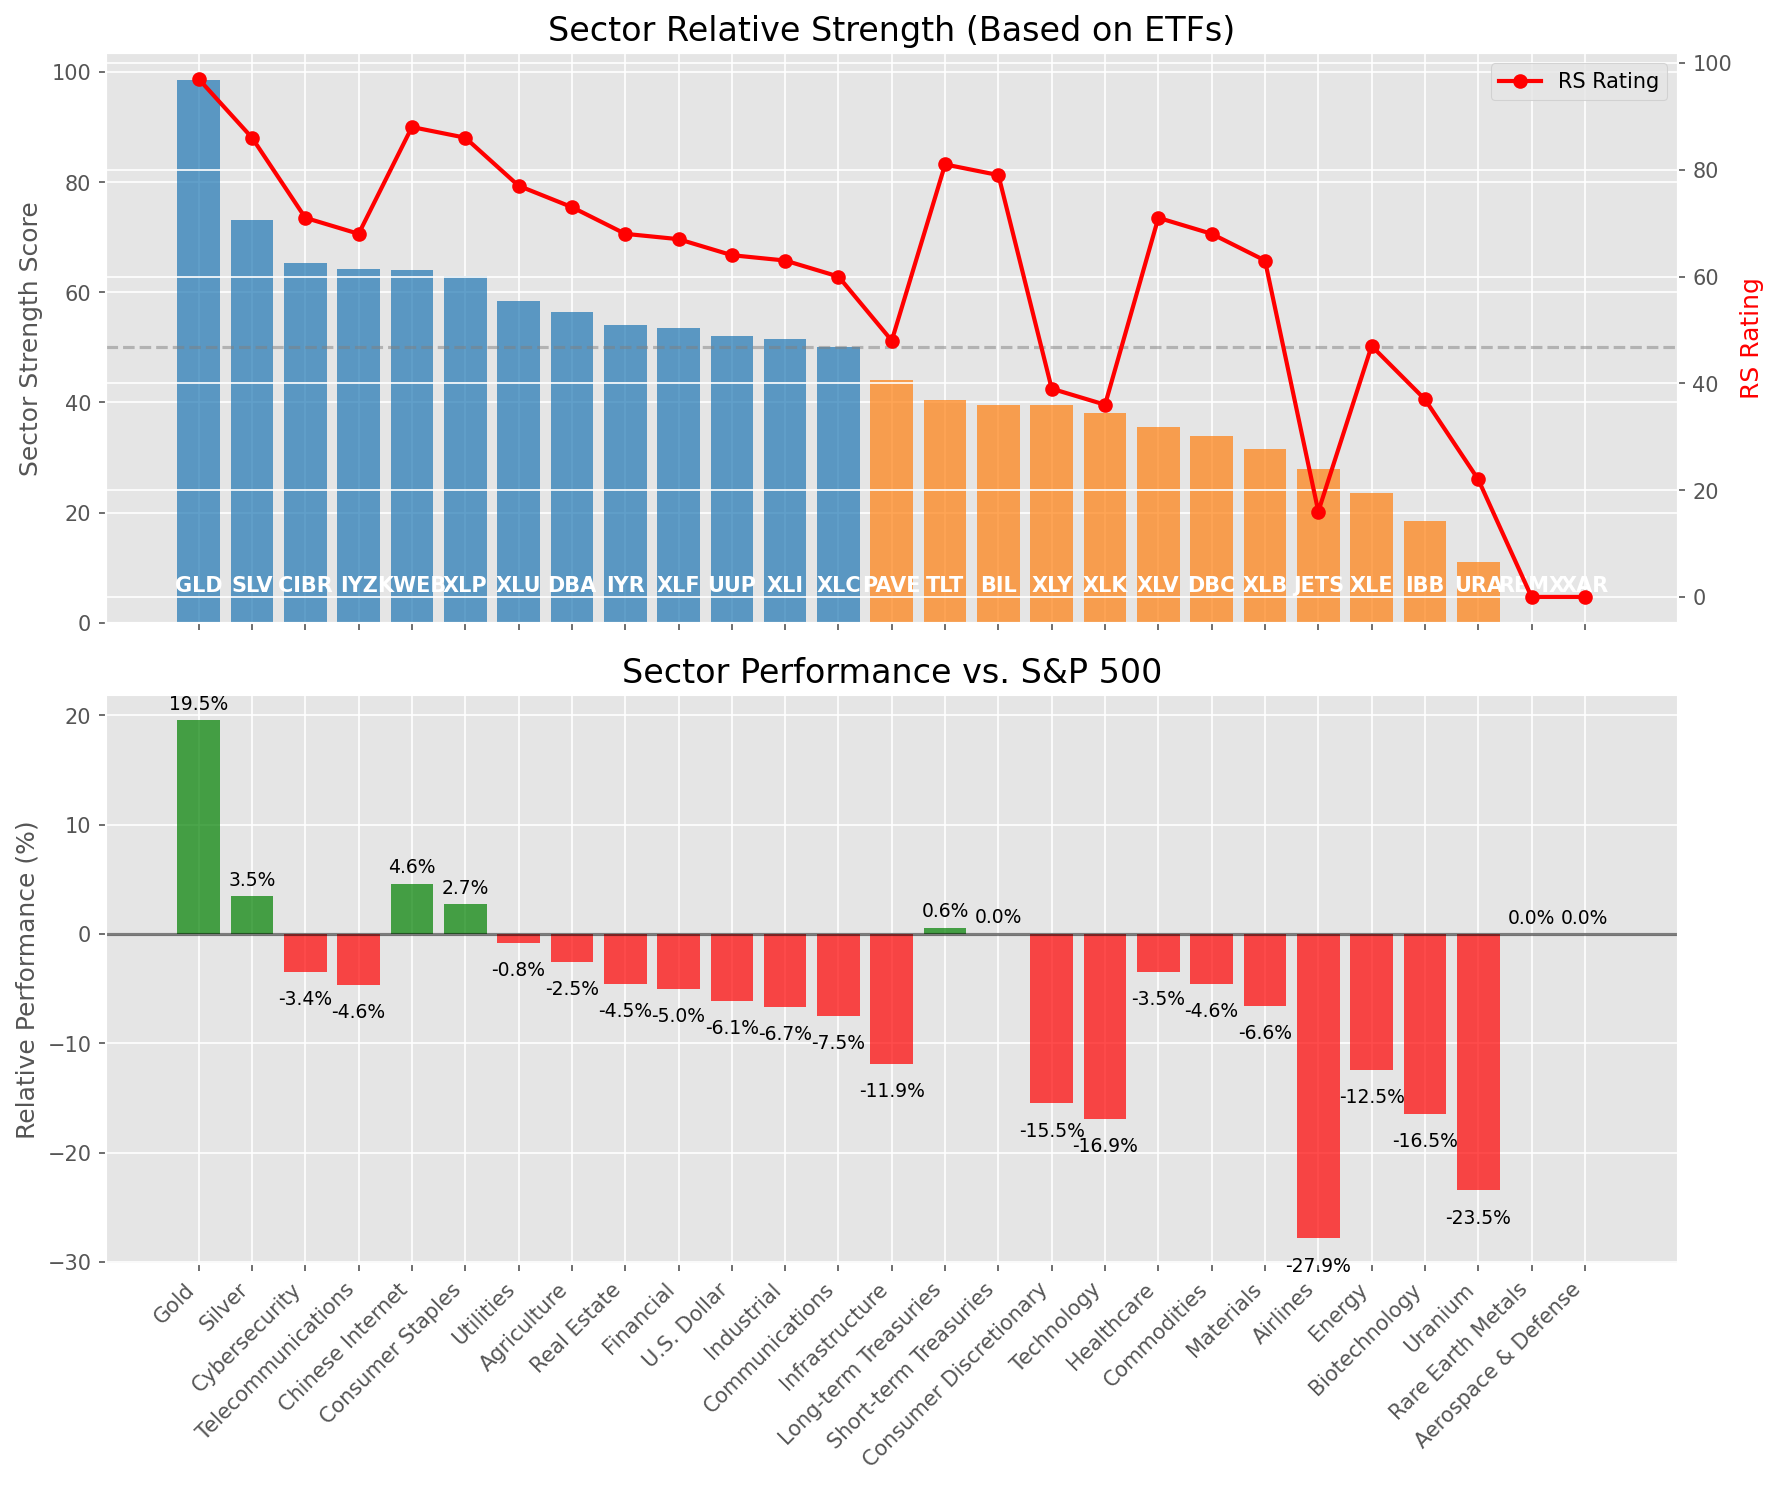 Sector Relative Strength (Based on ETFs)
Sector Strength Score
100
80
60
40
20
0
RS Rating
100
80
60
40
20
0
RS Rating
GLD SLV CIBR IYZ KWEB XLP XLU DBA IYR XLF UUP XLI XLC PAVE TLT BIL XLY XLK XLV DBC XLB JETS XLE IBB URA REMX XAR
Sector Performance vs. S&P 500
Relative Performance (%)
20
10
0
−10
−20
−30
19.5%
3.5%
-3.4%
-4.6%
4.6%
2.7%
-0.8%
-2.5%
-4.5%
-5.0%
-6.1%
-6.7%
-7.5%
-11.9%
0.6%
0.0%
-15.5%
-16.9%
-3.5%
-4.6%
-6.6%
-27.9%
-12.5%
-16.5%
-23.5%
0.0%
0.0%
Gold
Silver
Cybersecurity
Telecommunications
Chinese Internet
Consumer Staples
Utilities
Agriculture
Real Estate
Financial
U.S. Dollar
Industrial
Communications
Infrastructure
Long-term Treasuries
Short-term Treasuries
Consumer Discretionary
Technology
Healthcare
Commodities
Materials
Airlines
Energy
Biotechnology
Uranium
Rare Earth Metals
Aerospace & Defense